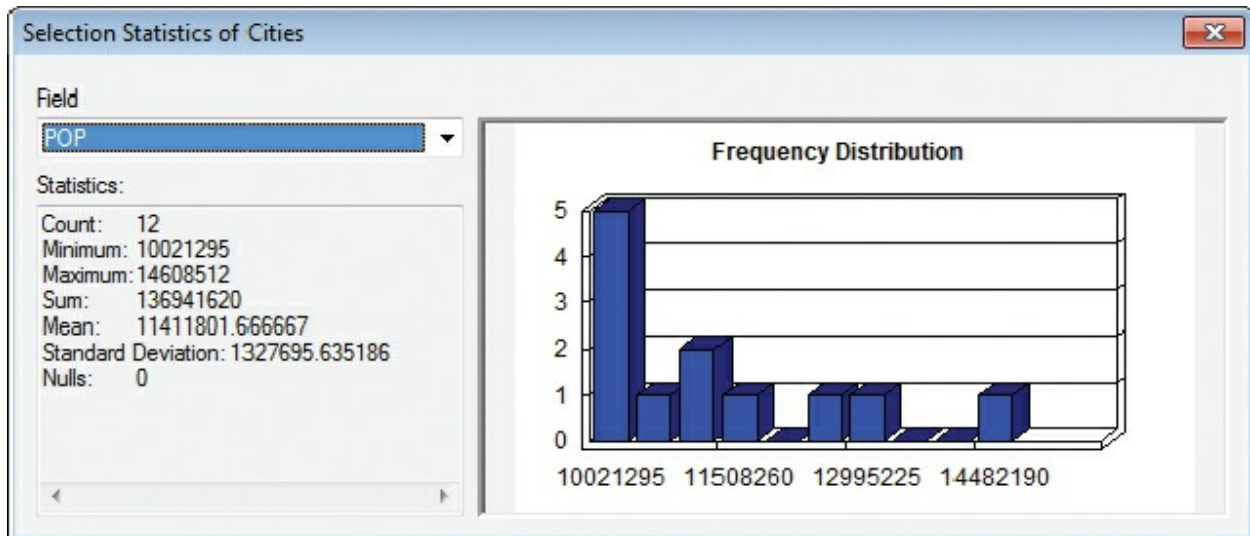 Selection Statistics of Cities
Field
POP
Statistics:
Count: 12
Minimum: 10021295
Maximum: 14608512
Sum: 136941620
Mean: 11411801.666667
Standard Deviation: 1327695.635186
Nulls: 0
Frequency Distribution
5
4
3
2
1
0
10021295 11508260 12995225 14482190